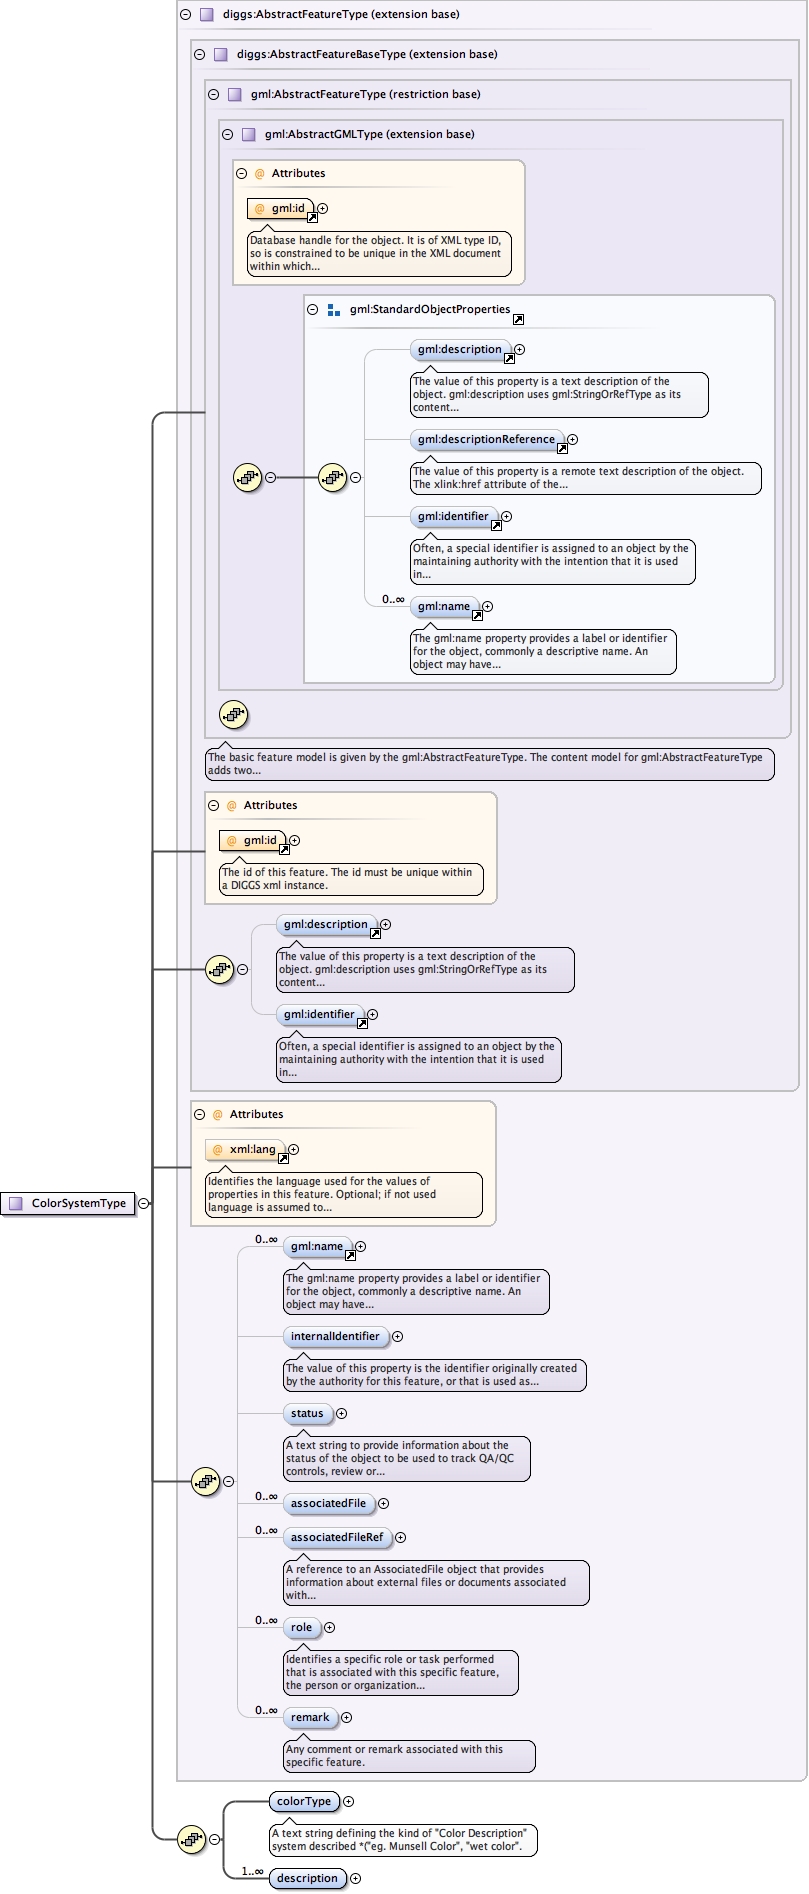 diggs:AbstractFeatureType (extension base)
diggs:AbstractFeatureBaseType (extension base)
gml:AbstractFeatureType (restriction base)
gml:AbstractGMLType (extension base)
@ Attributes
@ gml:id
Database handle for the object. It is of XML type ID,
so is constrained to be unique in the XML document
within which...
gml:StandardObjectProperties
gml:description
The value of this property is a text description of the
object. gml:description uses gml:StringOrRefType as its
content...
gml:descriptionReference
The value of this property is a remote text description of the object.
The xlink:href attribute of the...
gml:identifier
Often, a special identifier is assigned to an object by the
maintaining authority with the intention that it is used
in...
0..∞ gml:name
The gml:name property provides a label or identifier
for the object, commonly a descriptive name. An
object may have...
The basic feature model is given by the gml:AbstractFeatureType. The content model for gml:AbstractFeatureType
adds two...
@ Attributes
@ gml:id
The id of this feature. The id must be unique within
a DIGGS xml instance.
gml:description
The value of this property is a text description of the
object. gml:description uses gml:StringOrRefType as its
content...
gml:identifier
Often, a special identifier is assigned to an object by the
maintaining authority with the intention that it is used
in...
@ Attributes
@ xml:lang
Identifies the language used for the values of
properties in this feature. Optional; if not used
language is assumed to...
ColorSystemType
0..∞ gml:name
The gml:name property provides a label or identifier
for the object, commonly a descriptive name. An
object may have...
internalIdentifier
The value of this property is the identifier originally created
by the authority for this feature, or that is used as...
status
A text string to provide information about the
status of the object to be used to track QA/QC
controls, review or...
0..∞ associatedFile
0..∞ associatedFileRef
A reference to an AssociatedFile object that provides
information about external files or documents associated
with...
0..∞ role
Identifies a specific role or task performed
that is associated with this specific feature,
the person or organization...
0..∞ remark
Any comment or remark associated with this
specific feature.
colorType
A text string defining the kind of "Color Description"
system described *("eg. Munsell Color", "wet color".
1..∞ description